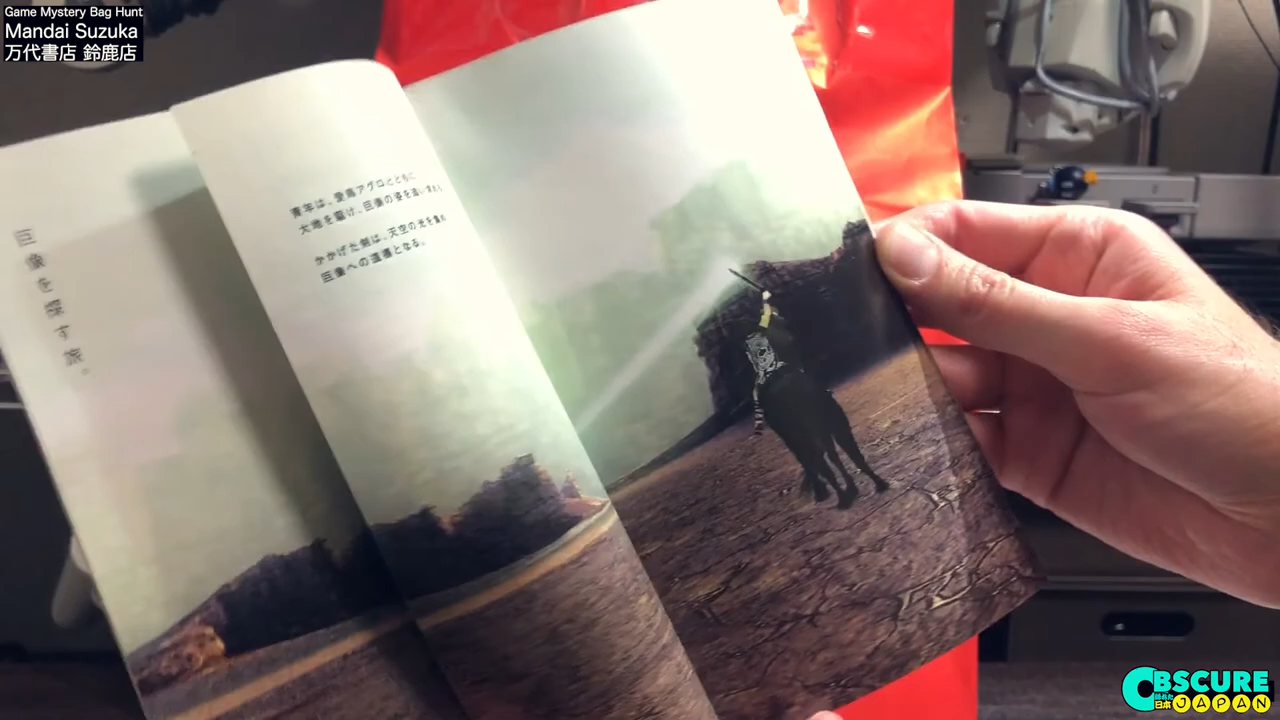 Game Mystery Bag Hunt
Mandai Suzuka
万代書店 鈴鹿店
巨像を探す旅。
青年は、愛馬アグロとともに
大地を駆け、巨像の姿を追い求める
かかげた剣は、天空の光を集め
巨像への道標となる。
OBSCURE
日本 JAPAN